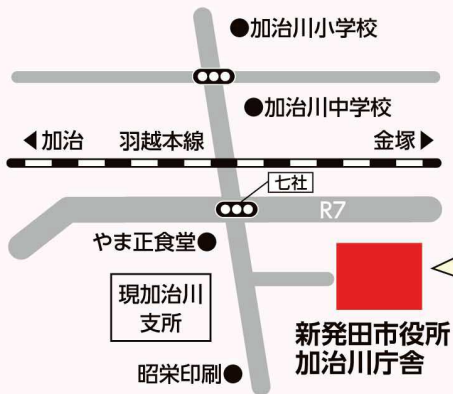 ●加治川小学校
●加治川中学校
◀加治 羽越本線 金塚▶
七社
R7
やま正食堂●
現加治川
支所
新発田市役所
加治川庁舎
昭栄印刷●